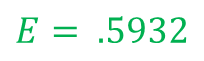 E = .5932